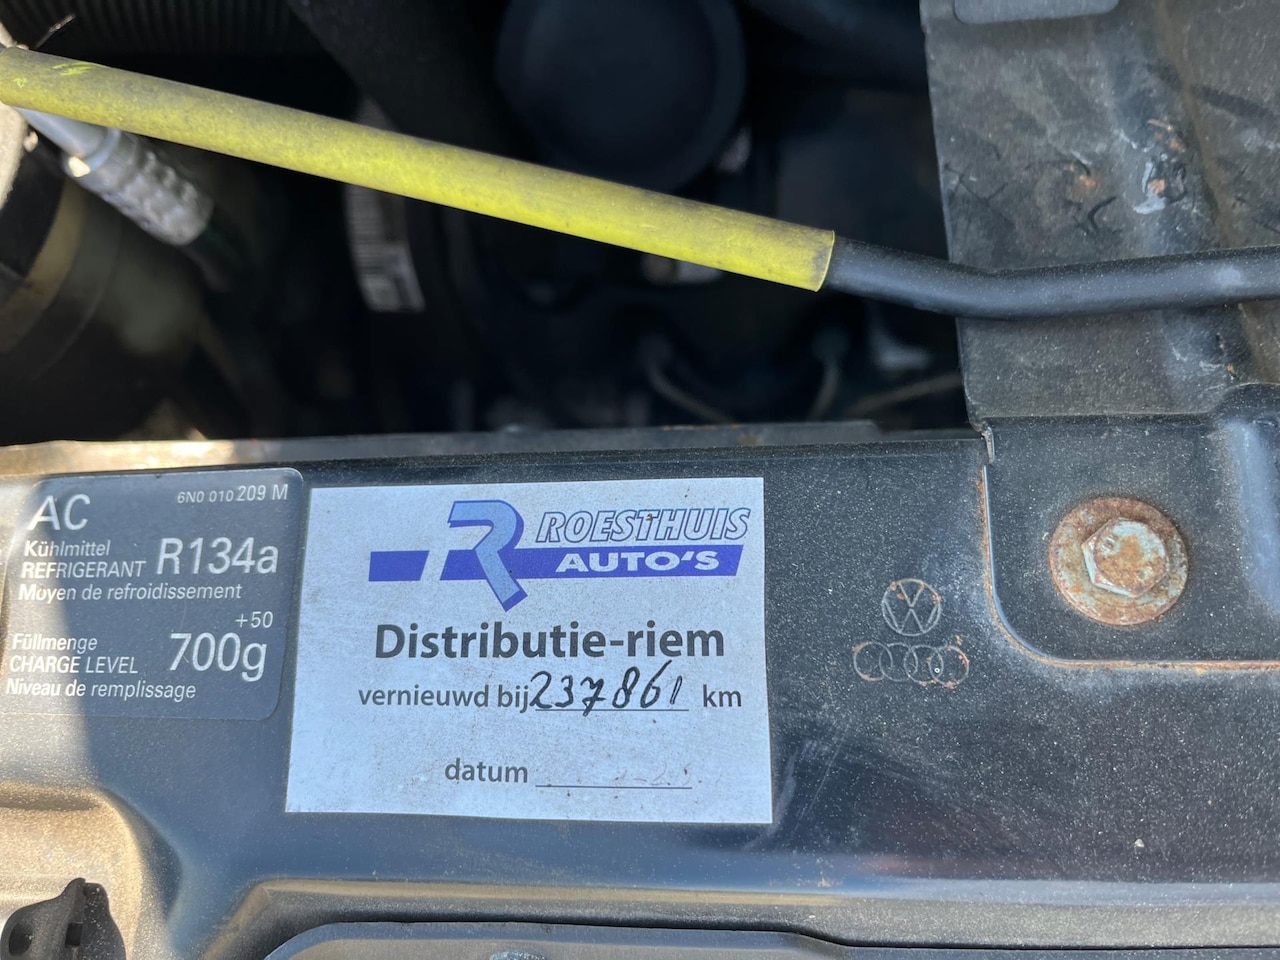 AC
6N0 010 209 M
Kühlmittel
REFRIGERANT R134a
Moyen de refroidissement
+50
Füllmenge
CHARGE LEVEL 700g
Niveau de remplissage
R ROESTHUIS
AUTO'S
Distributie-riem
vernieuwd bij 237861 km
datum